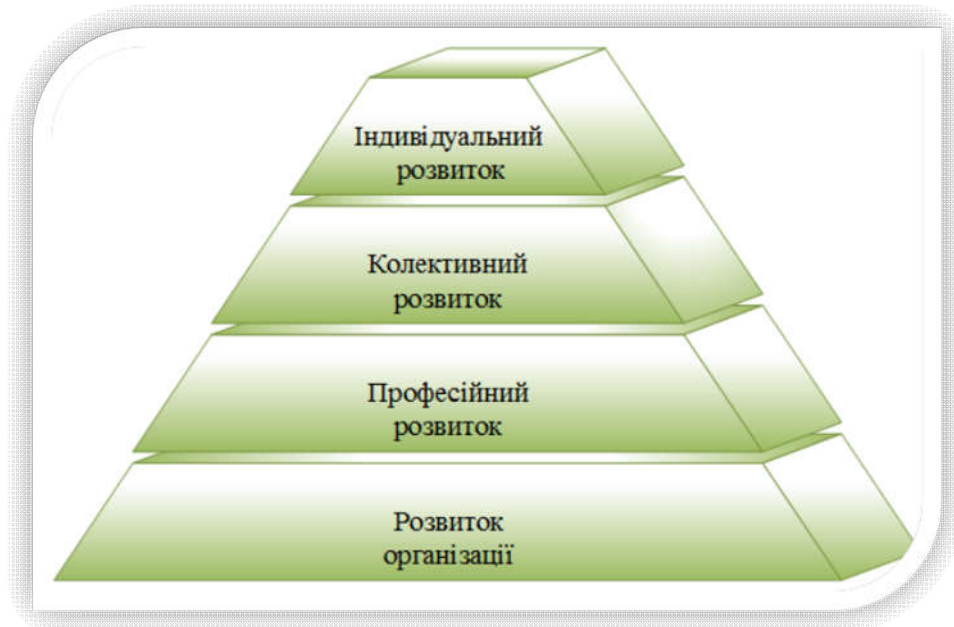 Індивідуальний
розвиток
Колективний
розвиток
Професійний
розвиток
Розвиток
організації